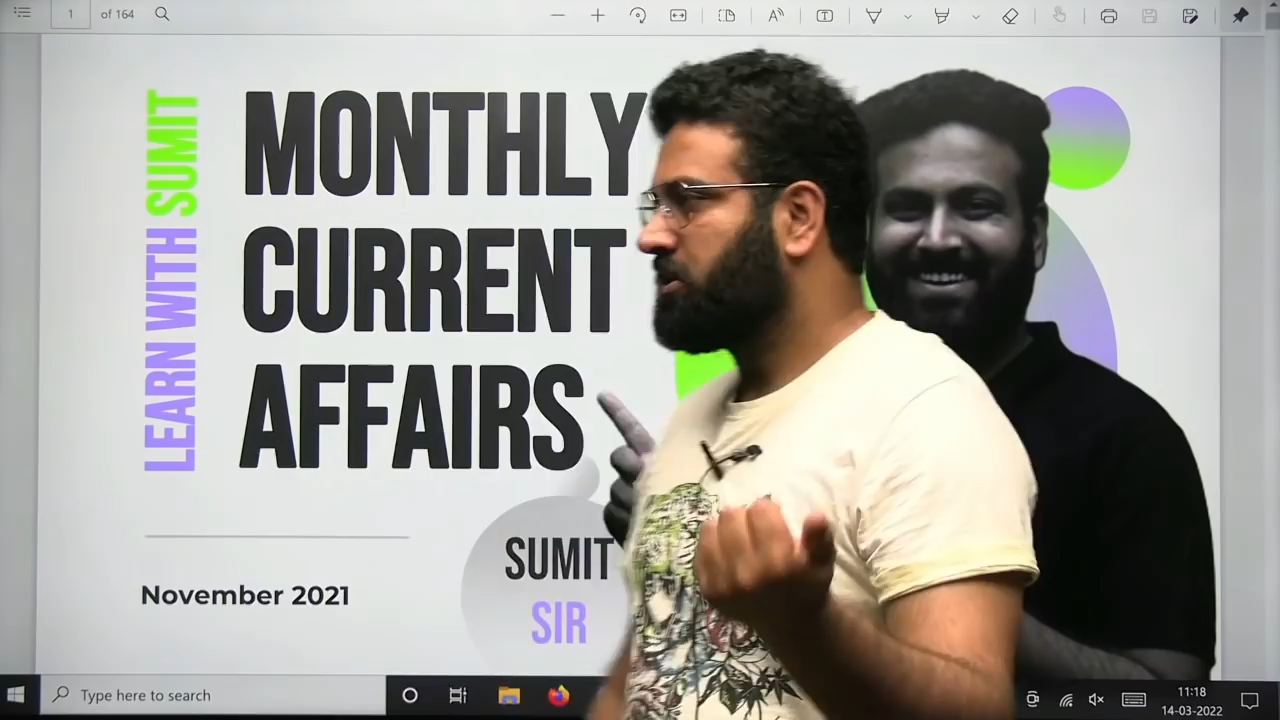 1
of 164
LEARN WITH SUMIT
MONTHLY
CURRENT
AFFAIRS
SUMIT
SIR
November 2021
Type here to search
11:18
14-03-2022